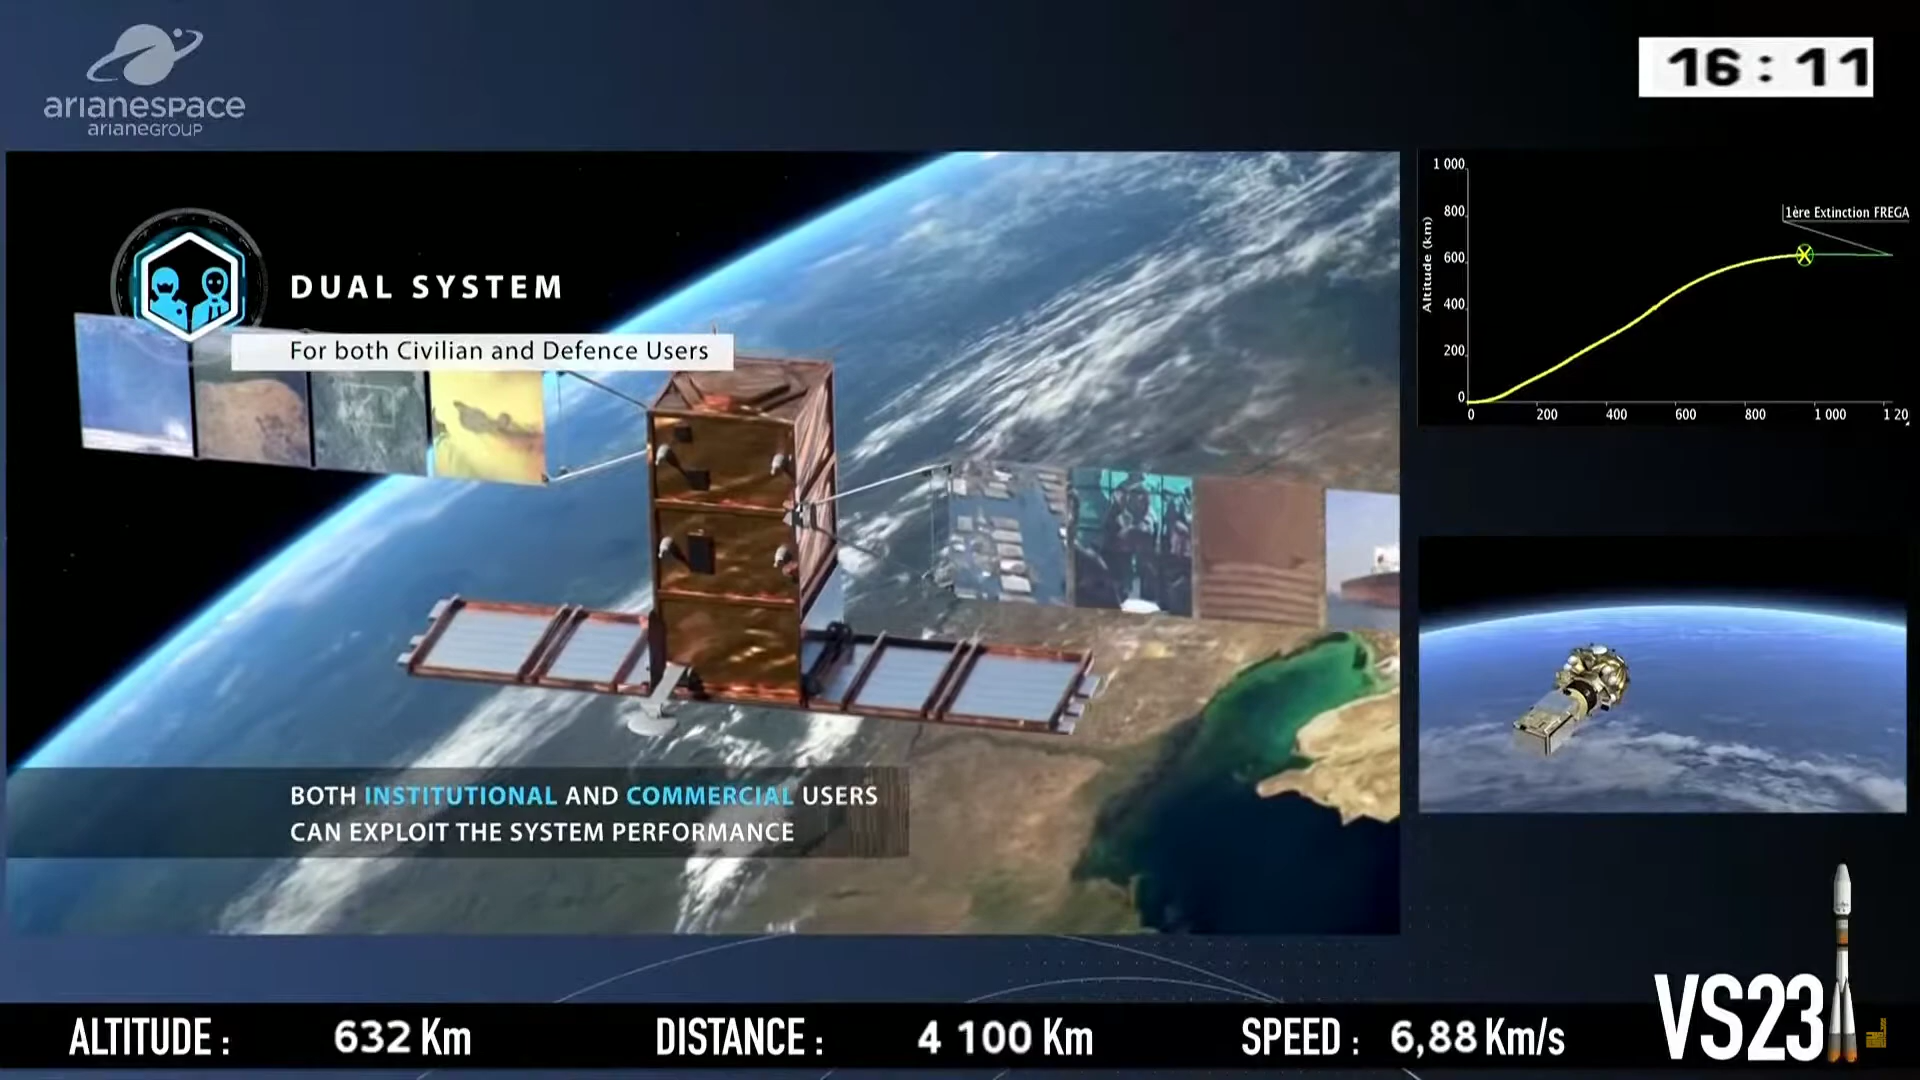 arianespace
arianeGROUP
16:11
DUAL SYSTEM
For both Civilian and Defence Users
BOTH INSTITUTIONAL AND COMMERCIAL USERS
CAN EXPLOIT THE SYSTEM PERFORMANCE
Altitude (km)
1 000
800
600
400
200
0
0 200 400 600 800 1 000 1 20
1ère Extinction FREGA
ALTITUDE : 632 Km DISTANCE : 4 100 Km SPEED : 6,88 Km/s
VS23